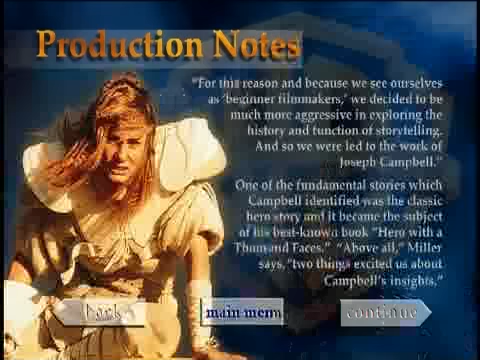 Production Notes
"For this reason and because we see ourselves
as 'beginner filmmakers,' we decided to be
much more aggressive in exploring the
history and function of storytelling.
And so we were led to the work of
Joseph Campbell."
One of the fundamental stories which
Campbell identified was the classic
hero story and it became the subject
of his best-known book "Hero with a
Thousand Faces." "Above all," Miller
says, "two things excited us about
Campbell's insights."
back
main menu
continue